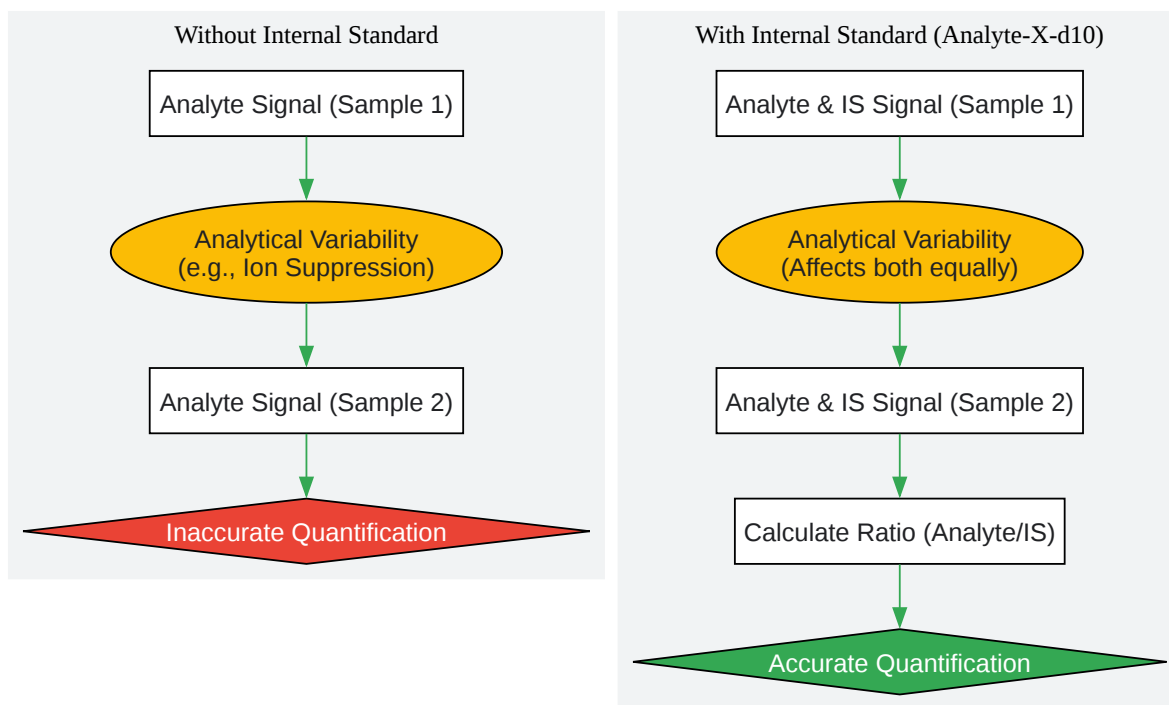 Without Internal Standard
Analyte Signal (Sample 1)
Analytical Variability
(e.g., Ion Suppression)
Analyte Signal (Sample 2)
Inaccurate Quantification
With Internal Standard (Analyte-X-d10)
Analyte & IS Signal (Sample 1)
Analytical Variability
(Affects both equally)
Analyte & IS Signal (Sample 2)
Calculate Ratio (Analyte/IS)
Accurate Quantification